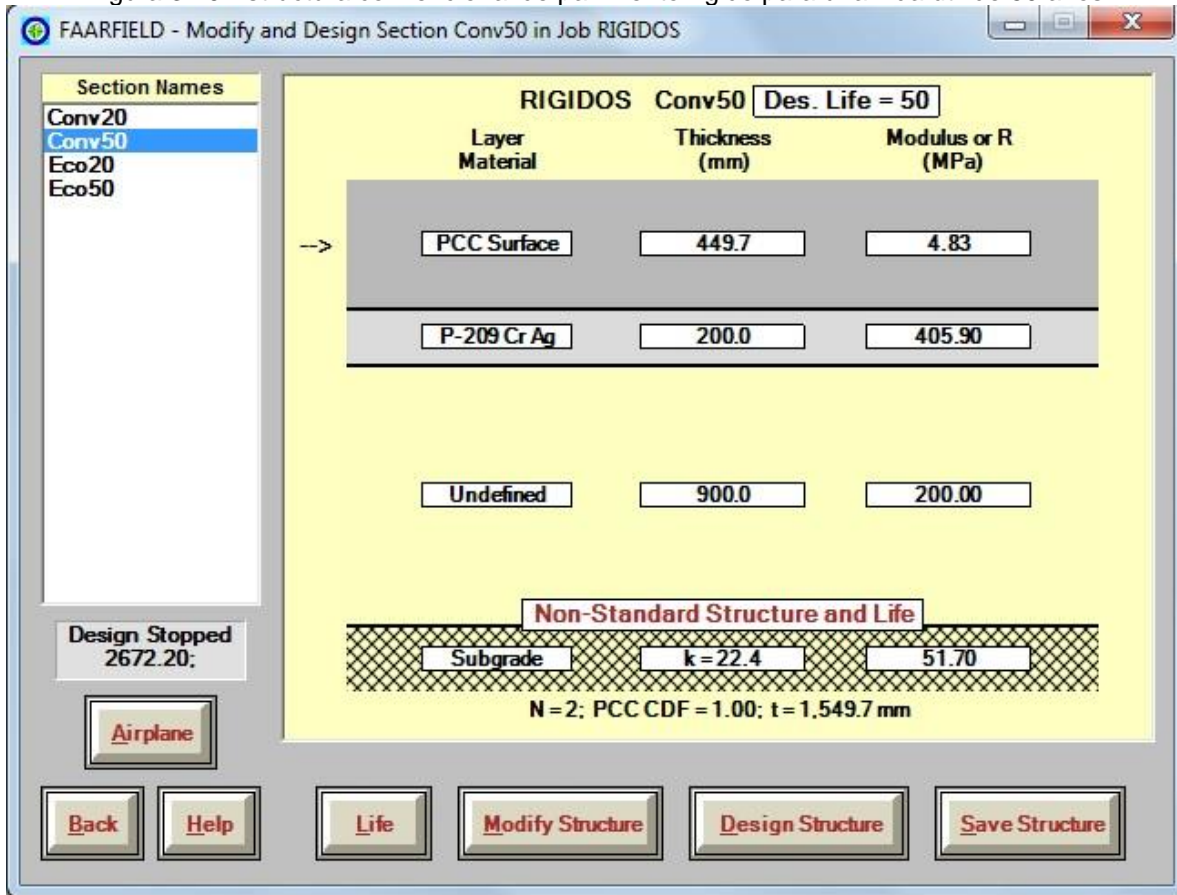 FAARFIELD - Modify and Design Section Conv50 in Job RIGIDOS
Section Names
Conv20
Conv50
Eco20
Eco50
RIGIDOS Conv50 Des. Life = 50
Layer Material
Thickness (mm)
Modulus or R (MPa)
-->
PCC Surface 449.7 4.83
P-209 Cr Ag 200.0 405.90
Undefined 900.0 200.00
Non-Standard Structure and Life
Subgrade k = 22.4 51.70
N = 2; PCC CDF = 1.00; t = 1,549.7 mm
Design Stopped
2672.20;
Airplane
Back Help Life Modify Structure Design Structure Save Structure